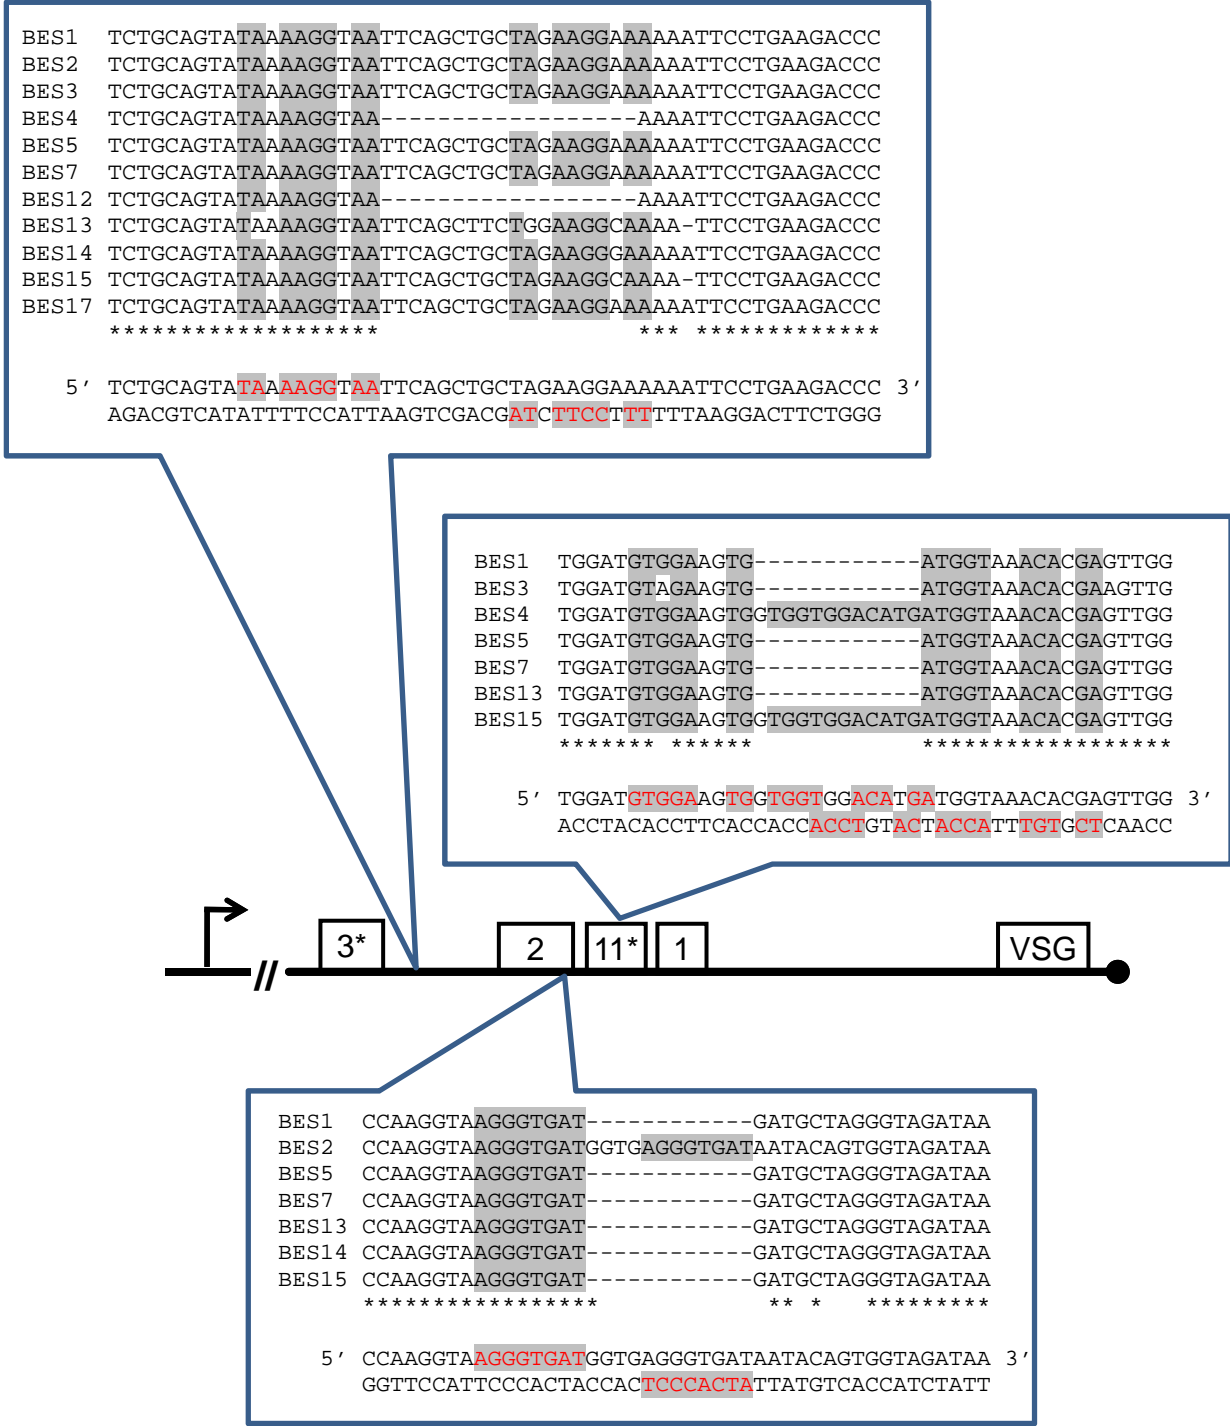 BES1 TCTGCAGTATAAAAGGTAATTCAGCTGCTAGAAGGAAAAAATTCCTGAAGACCC
BES2 TCTGCAGTATAAAAGGTAATTCAGCTGCTAGAAGGAAAAAATTCCTGAAGACCC
BES3 TCTGCAGTATAAAAGGTAATTCAGCTGCTAGAAGGAAAAAATTCCTGAAGACCC
BES4 TCTGCAGTATAAAAGGTAA------------------AAAATTCCTGAAGACCC
BES5 TCTGCAGTATAAAAGGTAATTCAGCTGCTAGAAGGAAAAAATTCCTGAAGACCC
BES7 TCTGCAGTATAAAAGGTAATTCAGCTGCTAGAAGGAAAAAATTCCTGAAGACCC
BES12 TCTGCAGTATAAAAGGTAA------------------AAAATTCCTGAAGACCC
BES13 TCTGCAGTATAAAAGGTAATTCAGCTTCTGGAAGGCAAAA-TTCCTGAAGACCC
BES14 TCTGCAGTATAAAAGGTAATTCAGCTGCTAGAAGGGAAAAATTCCTGAAGACCC
BES15 TCTGCAGTATAAAAGGTAATTCAGCTGCTAGAAGGCAAAA-TTCCTGAAGACCC
BES17 TCTGCAGTATAAAAGGTAATTCAGCTGCTAGAAGGAAAAAATTCCTGAAGACCC
******************* *** *************
5′ TCTGCAGTATAAAAGGTAATTCAGCTGCTAGAAGGAAAAAATTCCTGAAGACCC 3′
AGACGTCATATTTTCCATTAAGTCGACGATCTTCCTTTTTTAAGGACTTCTGGG
BES1 TGGATGTGGAAGTG------------ATGGTAAACACGAGTTGG
BES3 TGGATGTAGAAGTG------------ATGGTAAACACGAAGTTG
BES4 TGGATGTGGAAGTGGTGGTGGACATGATGGTAAACACGAGTTGG
BES5 TGGATGTGGAAGTG------------ATGGTAAACACGAGTTGG
BES7 TGGATGTGGAAGTG------------ATGGTAAACACGAGTTGG
BES13 TGGATGTGGAAGTG------------ATGGTAAACACGAGTTGG
BES15 TGGATGTGGAAGTGGTGGTGGACATGATGGTAAACACGAGTTGG
******* ****** ******************
5′ TGGATGTGGAAGTGGTGGTGGACATGATGGTAAACACGAGTTGG 3′
ACCTACACCTTCACCACCACCTGTACTACCATTTGTGCTCAACC
3* 2 11* 1 VSG
//
BES1 CCAAGGTAAGGGTGAT------------GATGCTAGGGTAGATAA
BES2 CCAAGGTAAGGGTGATGGTGAGGGTGATAATACAGTGGTAGATAA
BES5 CCAAGGTAAGGGTGAT------------GATGCTAGGGTAGATAA
BES7 CCAAGGTAAGGGTGAT------------GATGCTAGGGTAGATAA
BES13 CCAAGGTAAGGGTGAT------------GATGCTAGGGTAGATAA
BES14 CCAAGGTAAGGGTGAT------------GATGCTAGGGTAGATAA
BES15 CCAAGGTAAGGGTGAT------------GATGCTAGGGTAGATAA
***************** ** * *********
5′ CCAAGGTAAGGGTGATGGTGAGGGTGATAATACAGTGGTAGATAA 3′
GGTTCCATTCCCACTACCACTCCCACTATTATGTCACCATCTATT